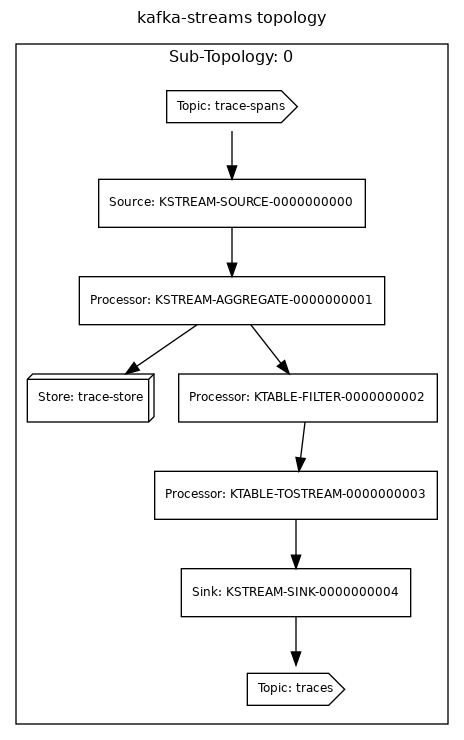 kafka-streams topology
Sub-Topology: 0
Topic: trace-spans
Source: KSTREAM-SOURCE-0000000000
Processor: KSTREAM-AGGREGATE-0000000001
Store: trace-store
Processor: KTABLE-FILTER-0000000002
Processor: KTABLE-TOSTREAM-0000000003
Sink: KSTREAM-SINK-0000000004
Topic: traces